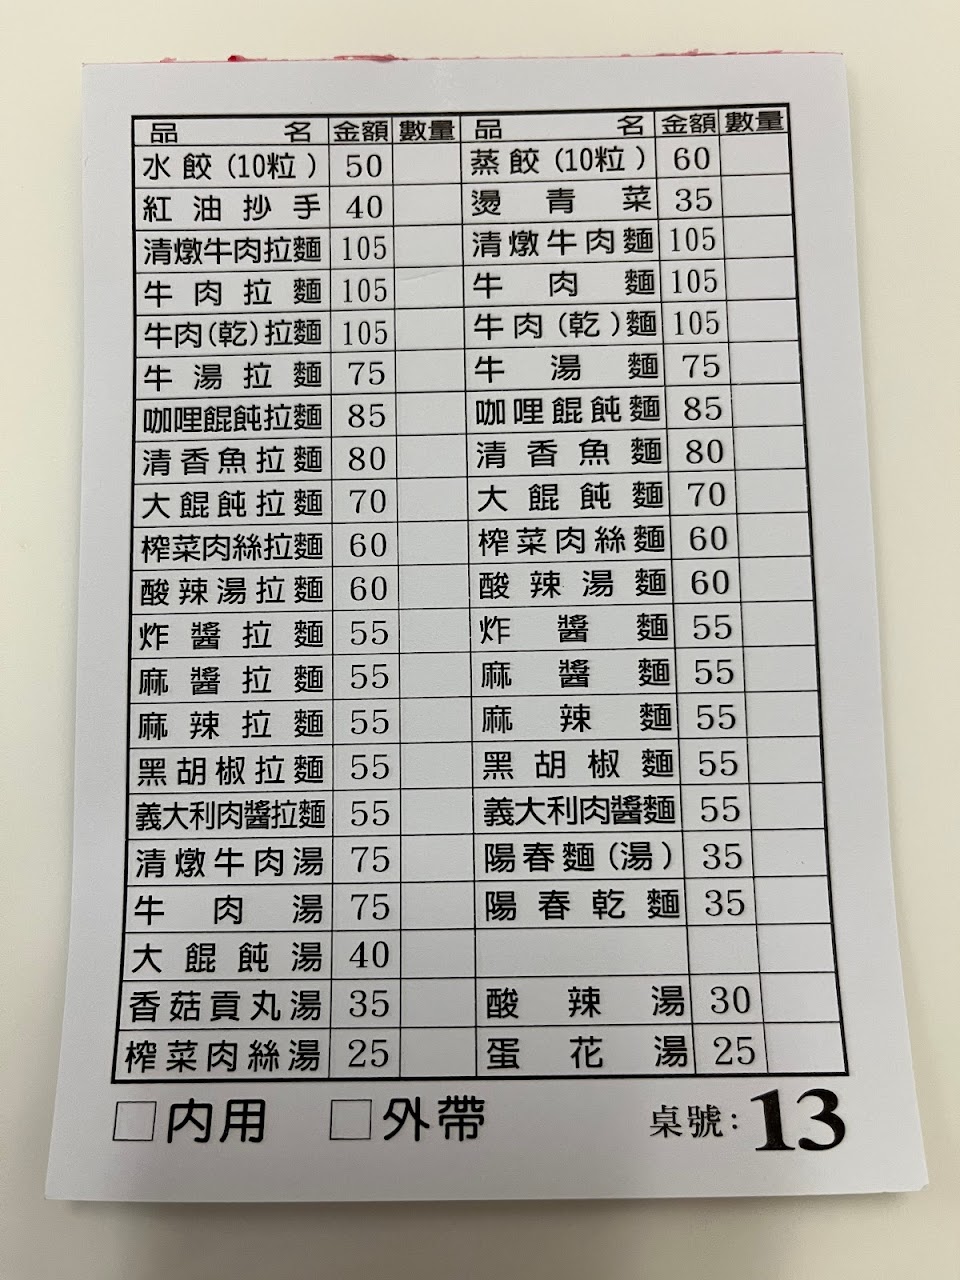 品名 金額 數量 品名 金額 數量
水餃(10粒) 50 蒸餃(10粒) 60
紅油抄手 40 燙青菜 35
清燉牛肉拉麵 105 清燉牛肉麵 105
牛肉拉麵 105 牛肉麵 105
牛肉(乾)拉麵 105 牛肉(乾)麵 105
牛湯拉麵 75 牛湯麵 75
咖哩餛飩拉麵 85 咖哩餛飩麵 85
清香魚拉麵 80 清香魚麵 80
大餛飩拉麵 70 大餛飩麵 70
榨菜肉絲拉麵 60 榨菜肉絲麵 60
酸辣湯拉麵 60 酸辣湯麵 60
炸醬拉麵 55 炸醬麵 55
麻醬拉麵 55 麻醬麵 55
麻辣拉麵 55 麻辣麵 55
黑胡椒拉麵 55 黑胡椒麵 55
義大利肉醬拉麵 55 義大利肉醬麵 55
清燉牛肉湯 75 陽春麵(湯) 35
牛肉湯 75 陽春乾麵 35
大餛飩湯 40
香菇貢丸湯 35 酸辣湯 30
榨菜肉絲湯 25 蛋花湯 25
內用 外帶 桌號:13